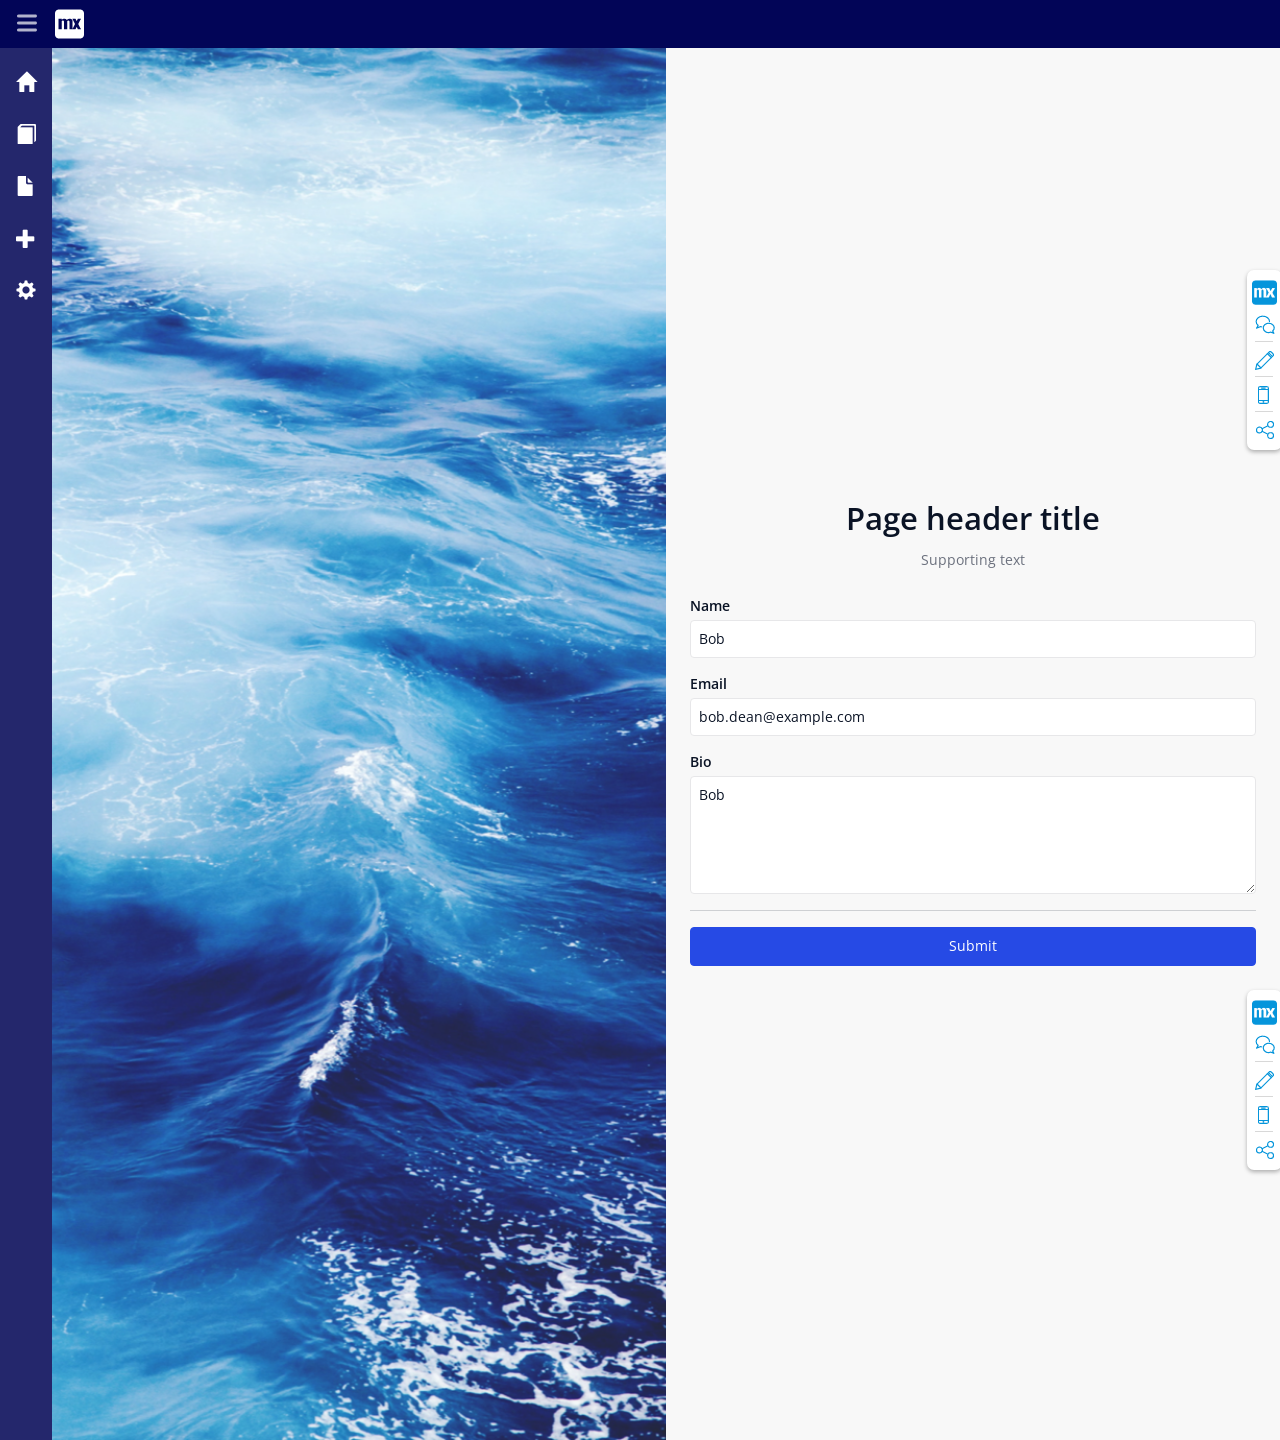 mx
mx
Page header title
Supporting text
Name
Bob
Email
bob.dean@example.com
Bio
Bob
Submit
mx